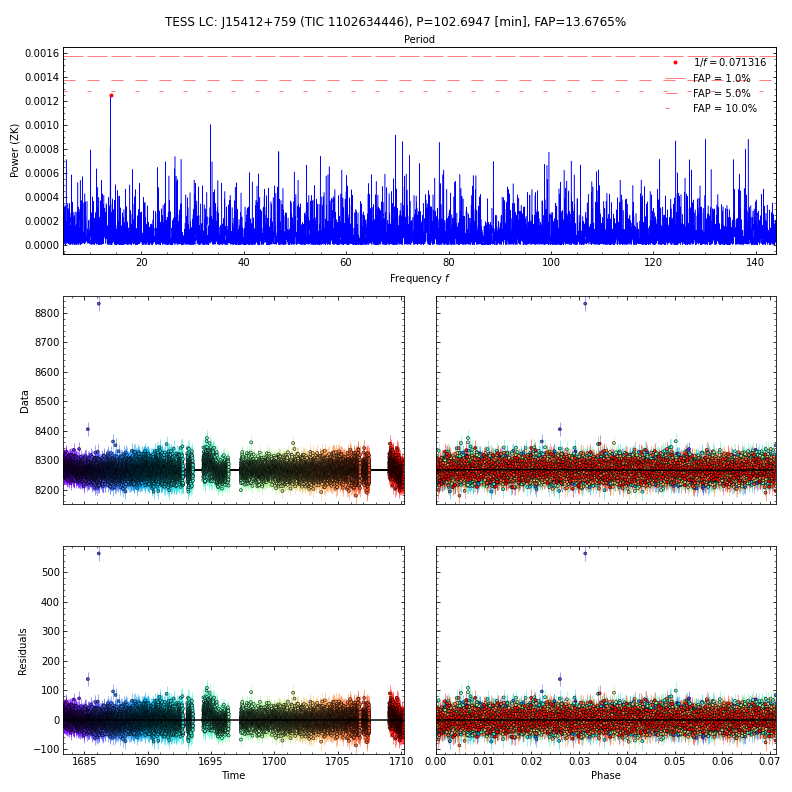 TESS LC: J15412+759 (TIC 1102634446), P=102.6947 [min], FAP=13.6765%
Period
Power (ZK)
0.0016
0.0014
0.0012
0.0010
0.0008
0.0006
0.0004
0.0002
0.0000
1/f = 0.071316
FAP = 1.0%
FAP = 5.0%
FAP = 10.0%
20 40 60 80 100 120 140
Frequency f
Data
8800
8700
8600
8500
8400
8300
8200
Residuals
500
400
300
200
100
0
−100
1685 1690 1695 1700 1705 1710
Time
0.00 0.01 0.02 0.03 0.04 0.05 0.06 0.07
Phase